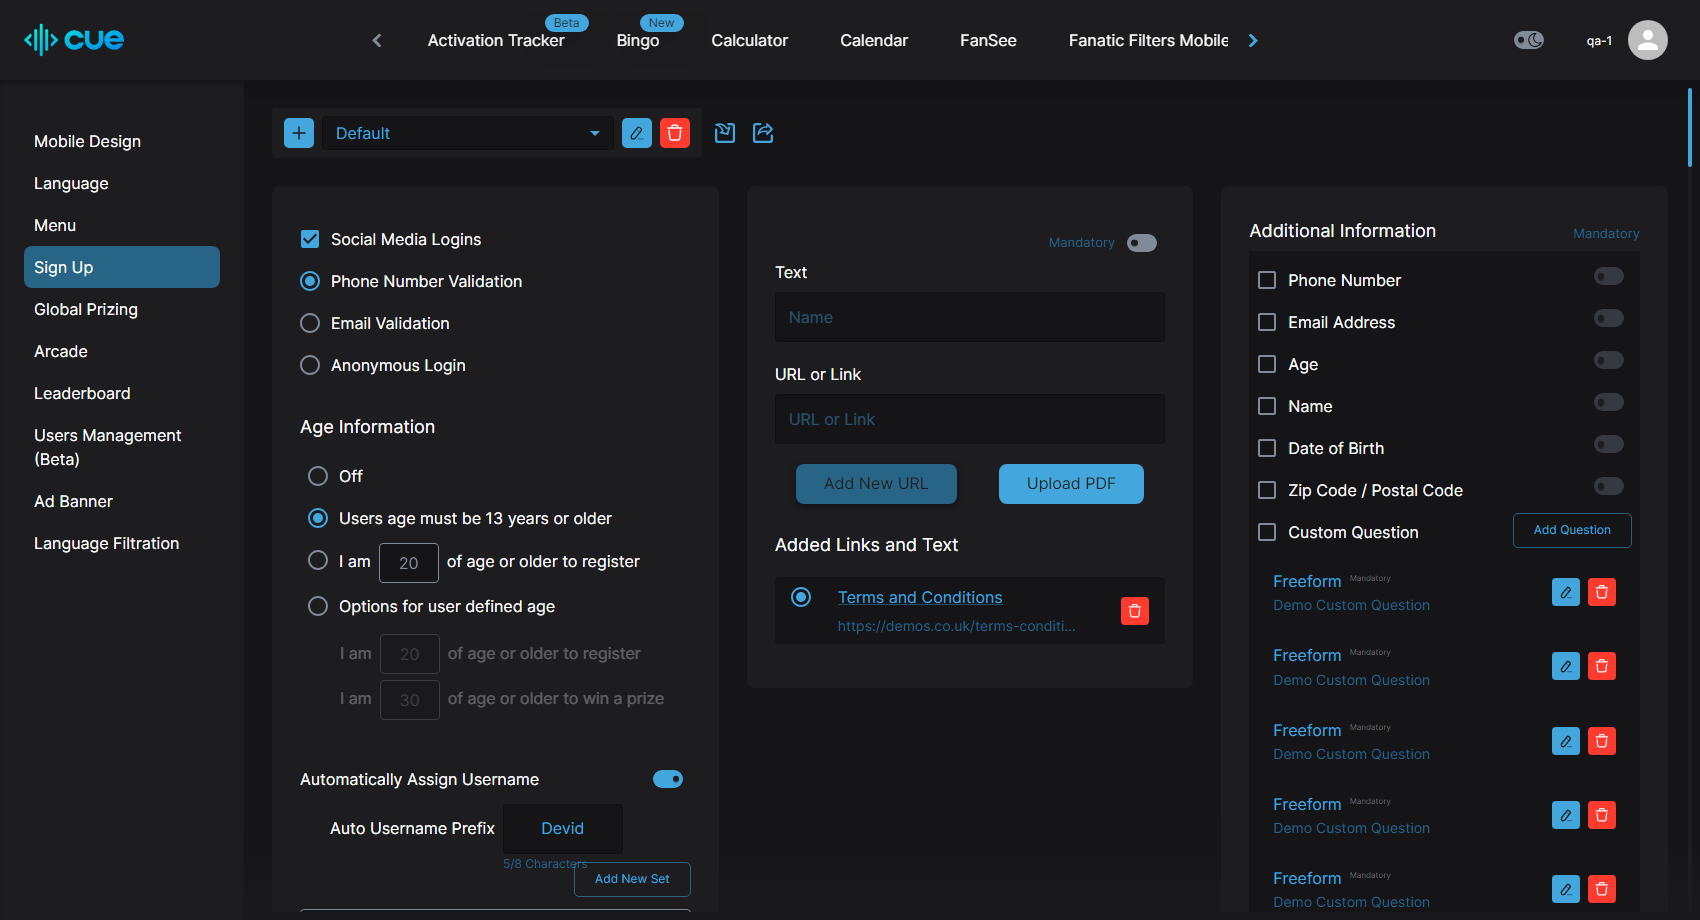 cue
Activation Tracker
Beta
Bingo
New
Calculator
Calendar
FanSee
Fanatic Filters Mobile
qa-1
Mobile Design
Language
Menu
Sign Up
Global Prizing
Arcade
Leaderboard
Users Management
(Beta)
Ad Banner
Language Filtration
Default
Social Media Logins
Phone Number Validation
Email Validation
Anonymous Login
Age Information
Off
Users age must be 13 years or older
I am 20 of age or older to register
Options for user defined age
I am 20 of age or older to register
I am 30 of age or older to win a prize
Automatically Assign Username
Auto Username Prefix Devid
5/8 Characters
Add New Set
Mandatory
Text
Name
URL or Link
URL or Link
Add New URL
Upload PDF
Added Links and Text
Terms and Conditions
https://demos.co.uk/terms-conditi...
Additional Information
Mandatory
Phone Number
Email Address
Age
Name
Date of Birth
Zip Code / Postal Code
Custom Question
Add Question
Freeform Mandatory
Demo Custom Question
Freeform Mandatory
Demo Custom Question
Freeform Mandatory
Demo Custom Question
Freeform Mandatory
Demo Custom Question
Freeform Mandatory
Demo Custom Question